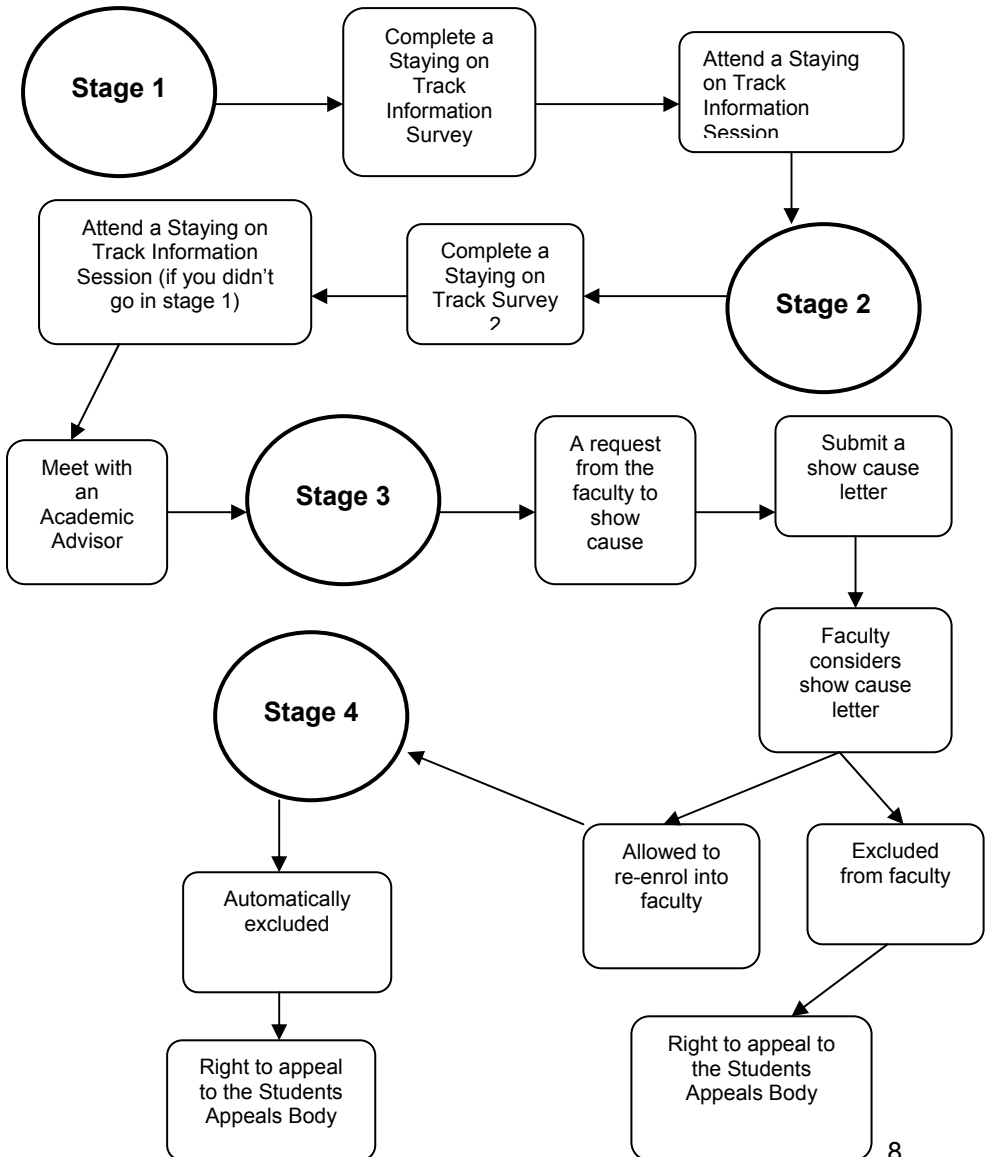 Stage 1
Complete a
Staying on
Track
Information
Survey
Attend a Staying
on Track
Information
Session
Attend a Staying on
Track Information
Session (if you didn’t
go in stage 1)
Complete a
Staying on
Track Survey
2
Stage 2
Meet with
an
Academic
Advisor
Stage 3
A request
from the
faculty to
show
cause
Submit a
show cause
letter
Faculty
considers
show cause
letter
Stage 4
Allowed to
re-enrol into
faculty
Excluded
from faculty
Automatically
excluded
Right to appeal
to the Students
Appeals Body
Right to appeal to
the Students
Appeals Body
8